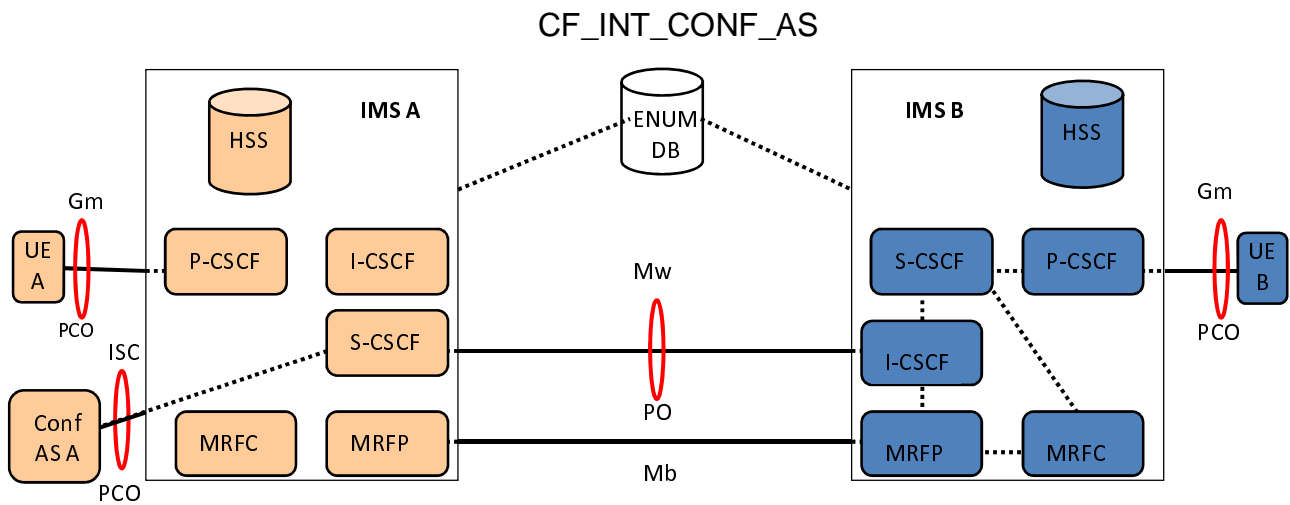 CF_INT_CONF_AS
IMS A
HSS
ENUM
DB
IMS B
HSS
Gm
UE
A
PCO
P-CSCF
I-CSCF
Mw
S-CSCF
P-CSCF
Gm
UE
B
PCO
ISC
S-CSCF
PO
I-CSCF
Conf
AS A
PCO
MRFC
MRFP
Mb
MRFP
MRFC